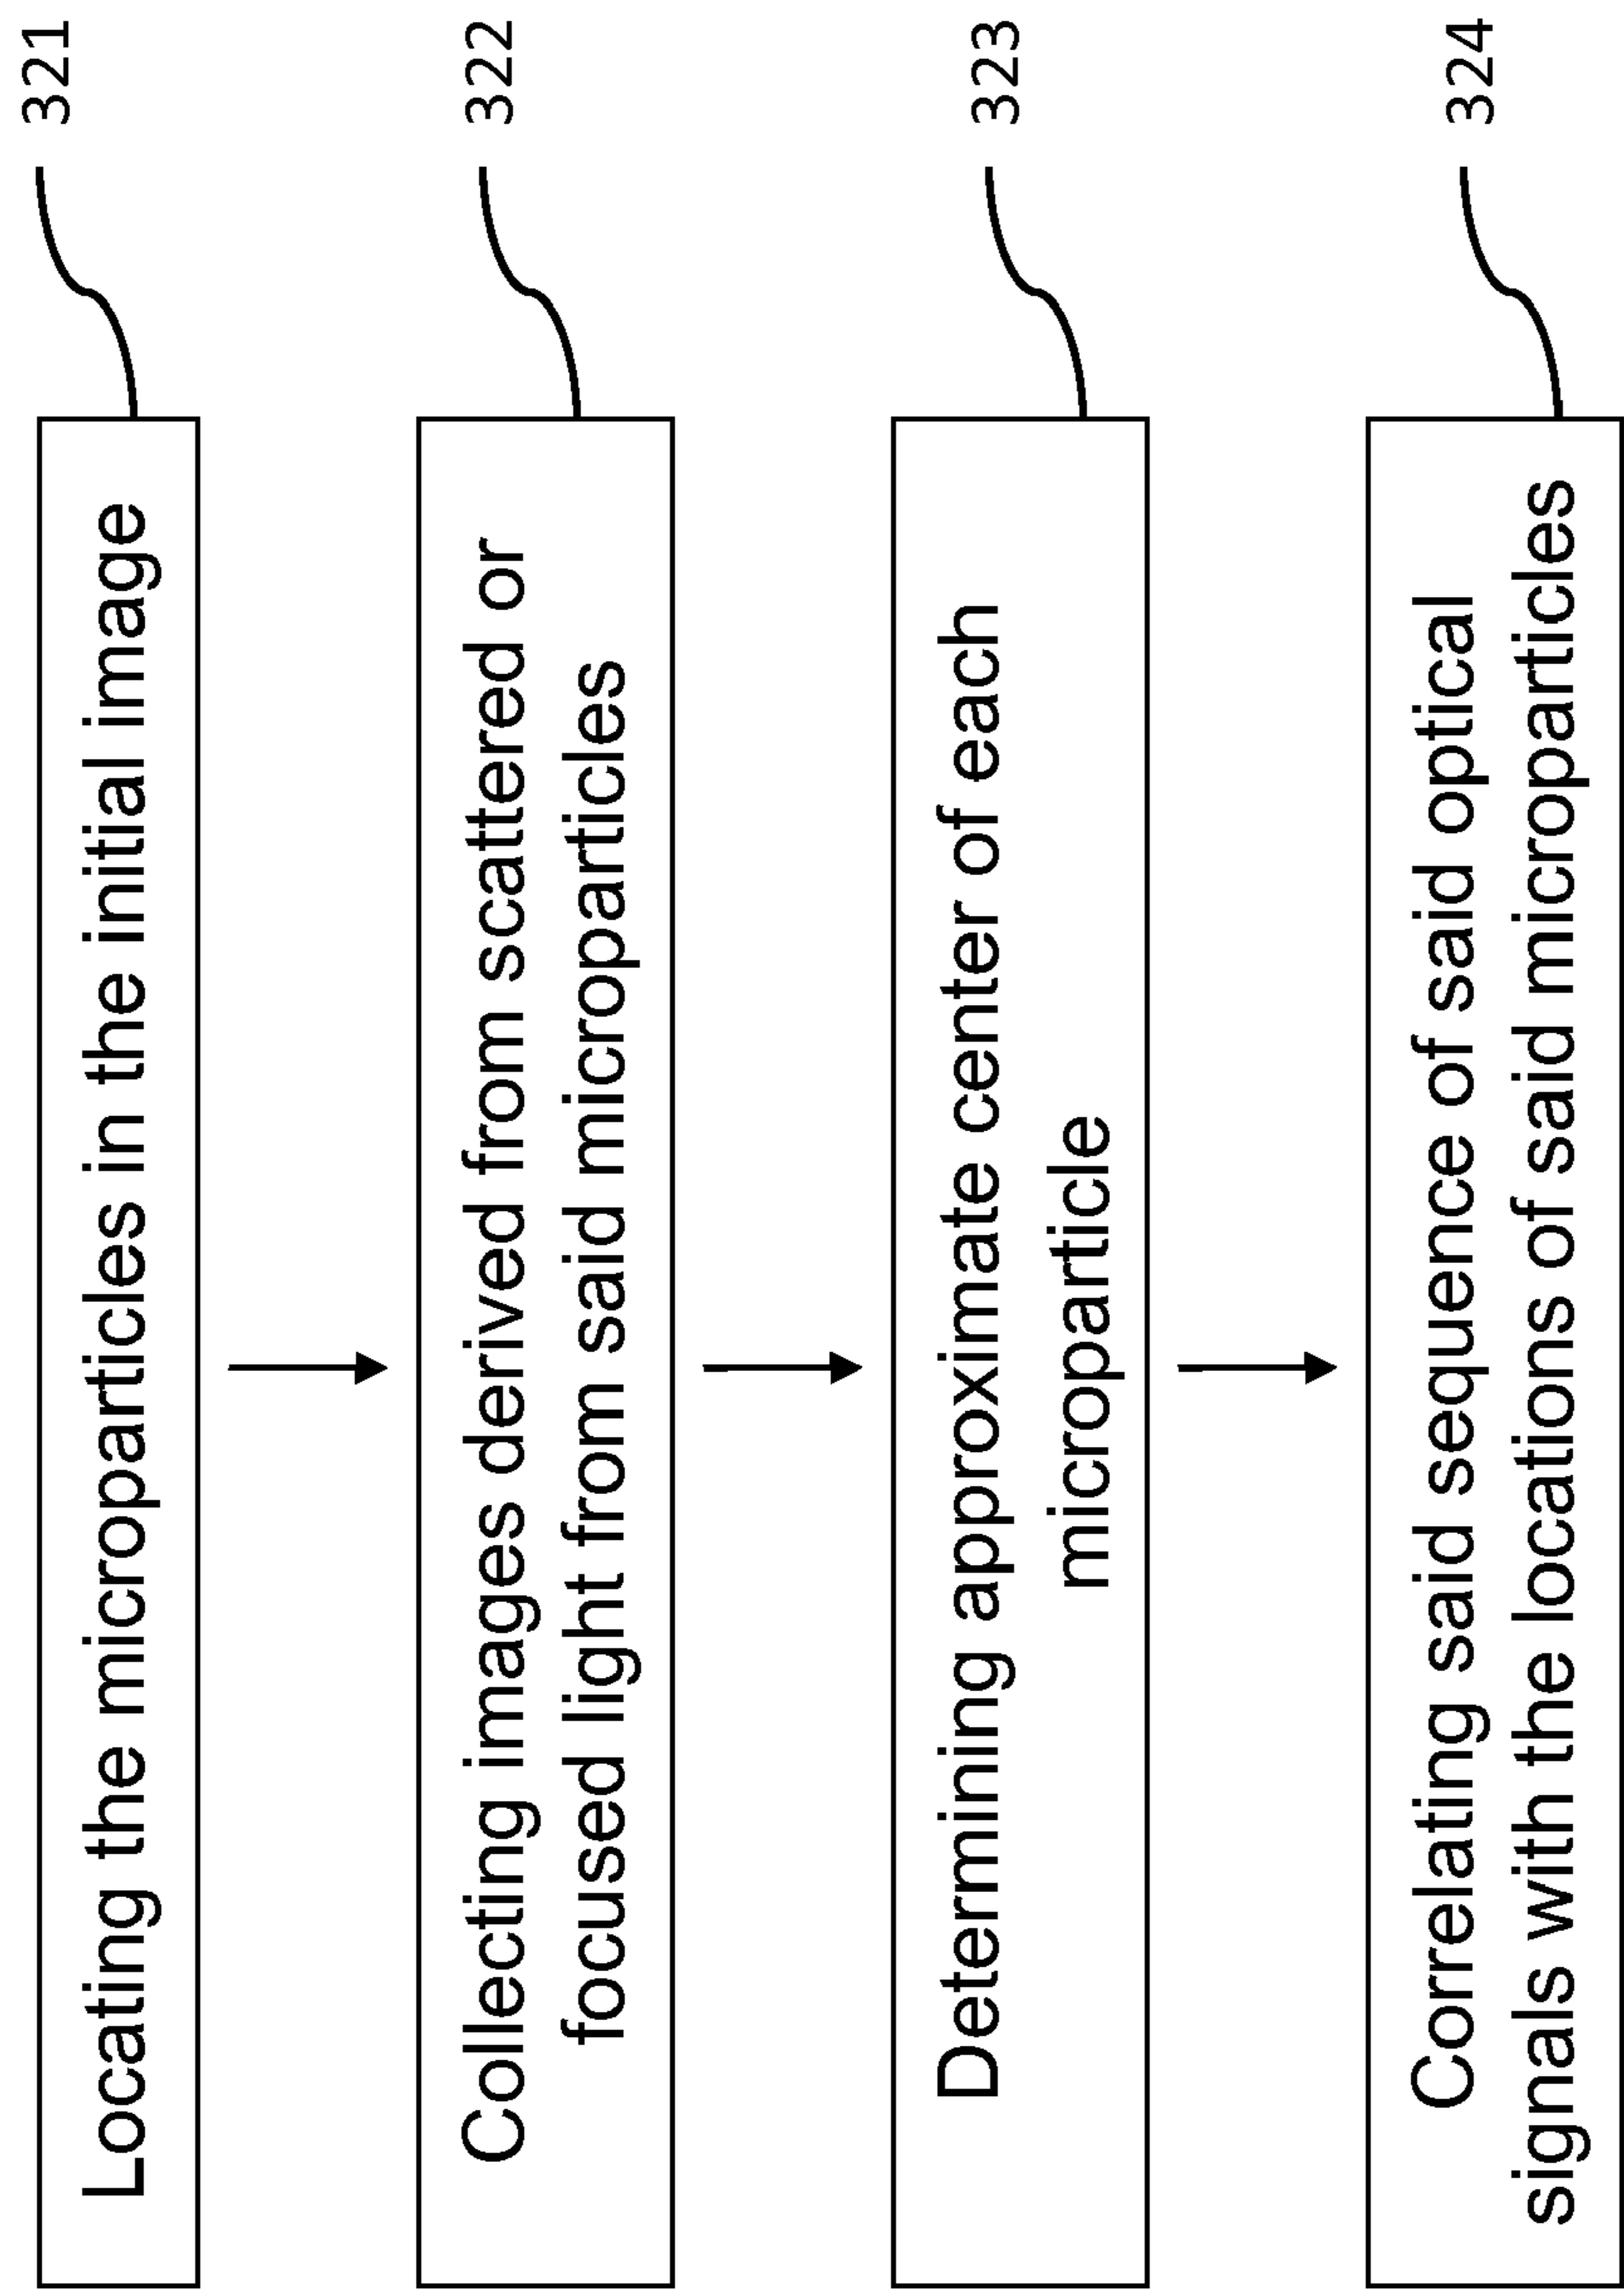 Locating the microparticles in the initial image
321
Collecting images derived from scattered or
focused light from said microparticles
322
Determining approximate center of each
microparticle
323
Correlating said sequence of said optical
signals with the locations of said microparticles
324